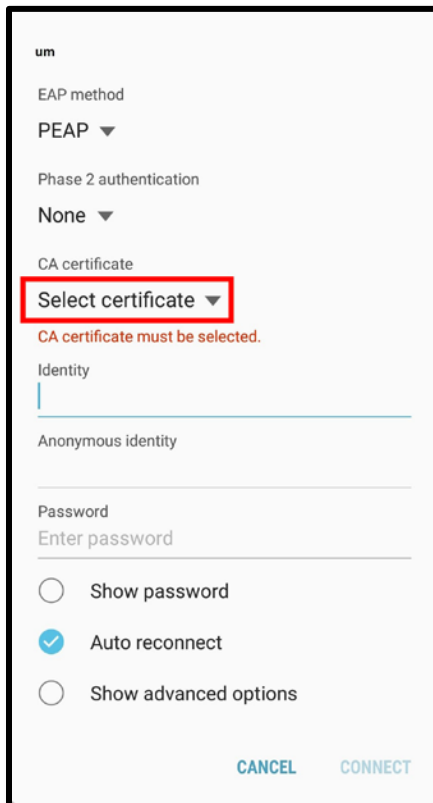 um
EAP method
PEAP
Phase 2 authentication
None
CA certificate
Select certificate
CA certificate must be selected.
Identity
Anonymous identity
Password
Enter password
Show password
Auto reconnect
Show advanced options
CANCEL CONNECT